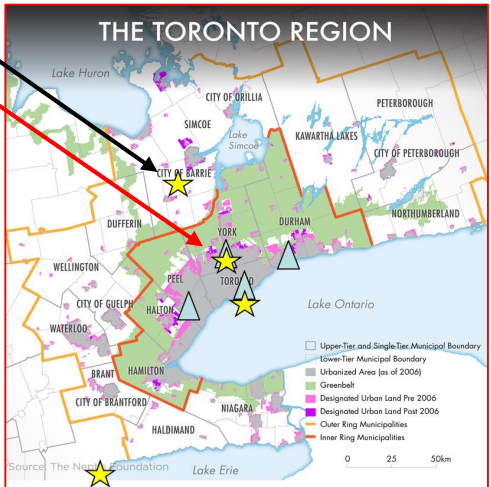 THE TORONTO REGION
Lake Huron
CITY OF ORILLIA
PETERBOROUGH
SIMCOE
Lake
Simcoe
KAWARTHA LAKES
CITY OF PETERBOROUGH
CITY OF BARRIE
NORTHUMBERLAND
DUFFERIN
YORK
DURHAM
WELLINGTON
PEEL
TORO
CITY OF GUELPH
HALTON
Lake Ontario
WATERLOO
BRANT
HAMILTON
CITY OF BRANTFORD
NIAGARA
HALDIMAND
Lake Erie
Upper-Tier and Single-Tier Municipal Boundary
Lower-Tier Municipal Boundary
Urbanized Area (as of 2006)
Greenbelt
Designated Urban Land Pre 2006
Designated Urban Land Post 2006
Outer Ring Municipalities
Inner Ring Municipalities
0 25 50km
Source: The Neptis Foundation